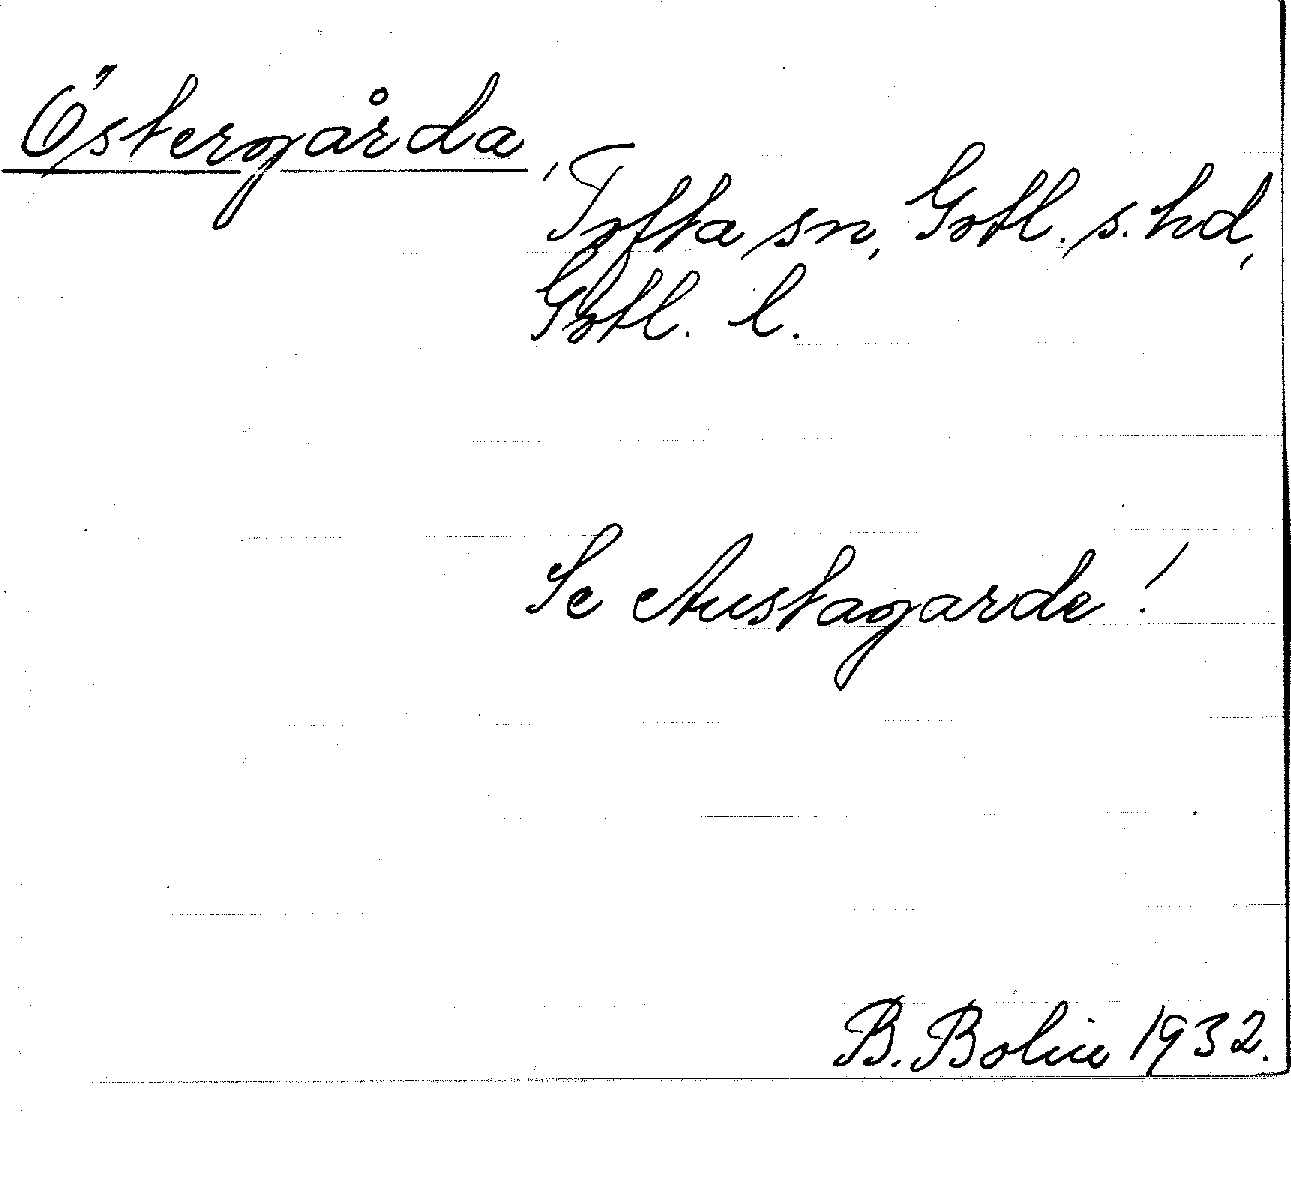 Östergårda,
Tofta sn, Gotl. s. hd,
Gotl. l.
Se Austagarde!
B. Bolin 1932.